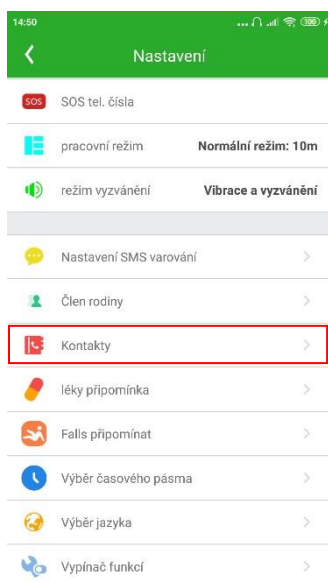 14:50 ... 100
Nastavení
SOS SOS tel. čísla
pracovní režim Normální režim: 10m
režim vyzvánění Vibrace a vyzvánění
Nastavení SMS varování
Člen rodiny
Kontakty
léky připomínka
Falls připomínat
Výběr časového pásma
Výběr jazyka
Vypínač funkcí